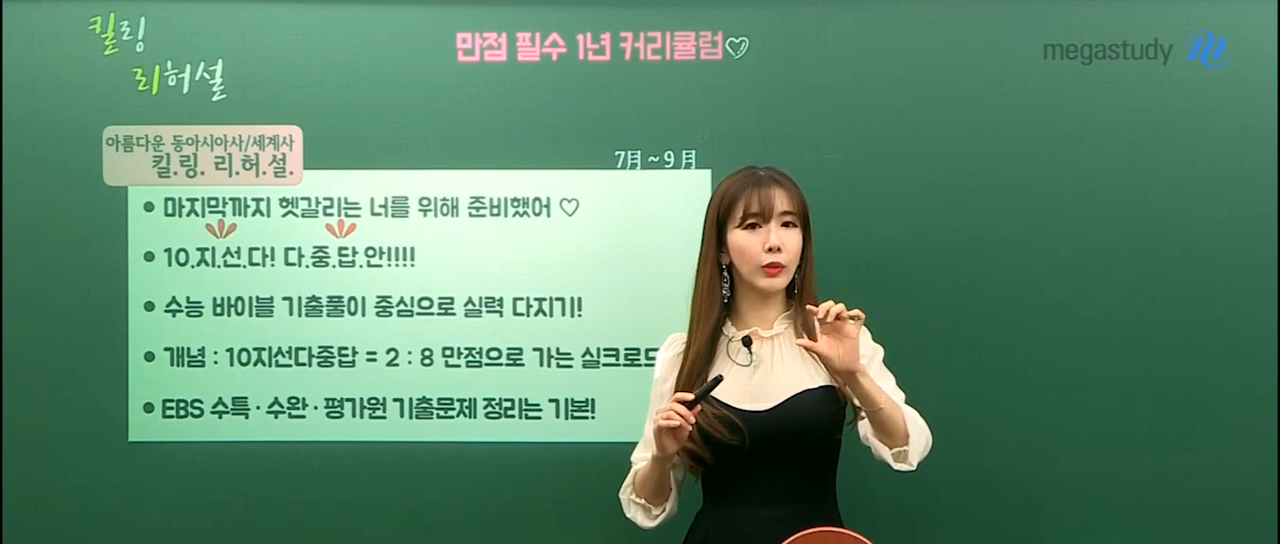 킬링
리허설
만점 필수 1년 커리큘럼♡
megastudy
아름다운 동아시아사/세계사
킬.링. 리.허.설.
7月 ~ 9月
• 마지막까지 헷갈리는 너를 위해 준비했어 ♡
• 10.지.선.다! 다.중.답.안!!!!
• 수능 바이블 기출풀이 중심으로 실력 다지기!
• 개념 : 10지선다중답 = 2 : 8 만점으로 가는 실크로드
• EBS 수특 · 수완 · 평가원 기출문제 정리는 기본!